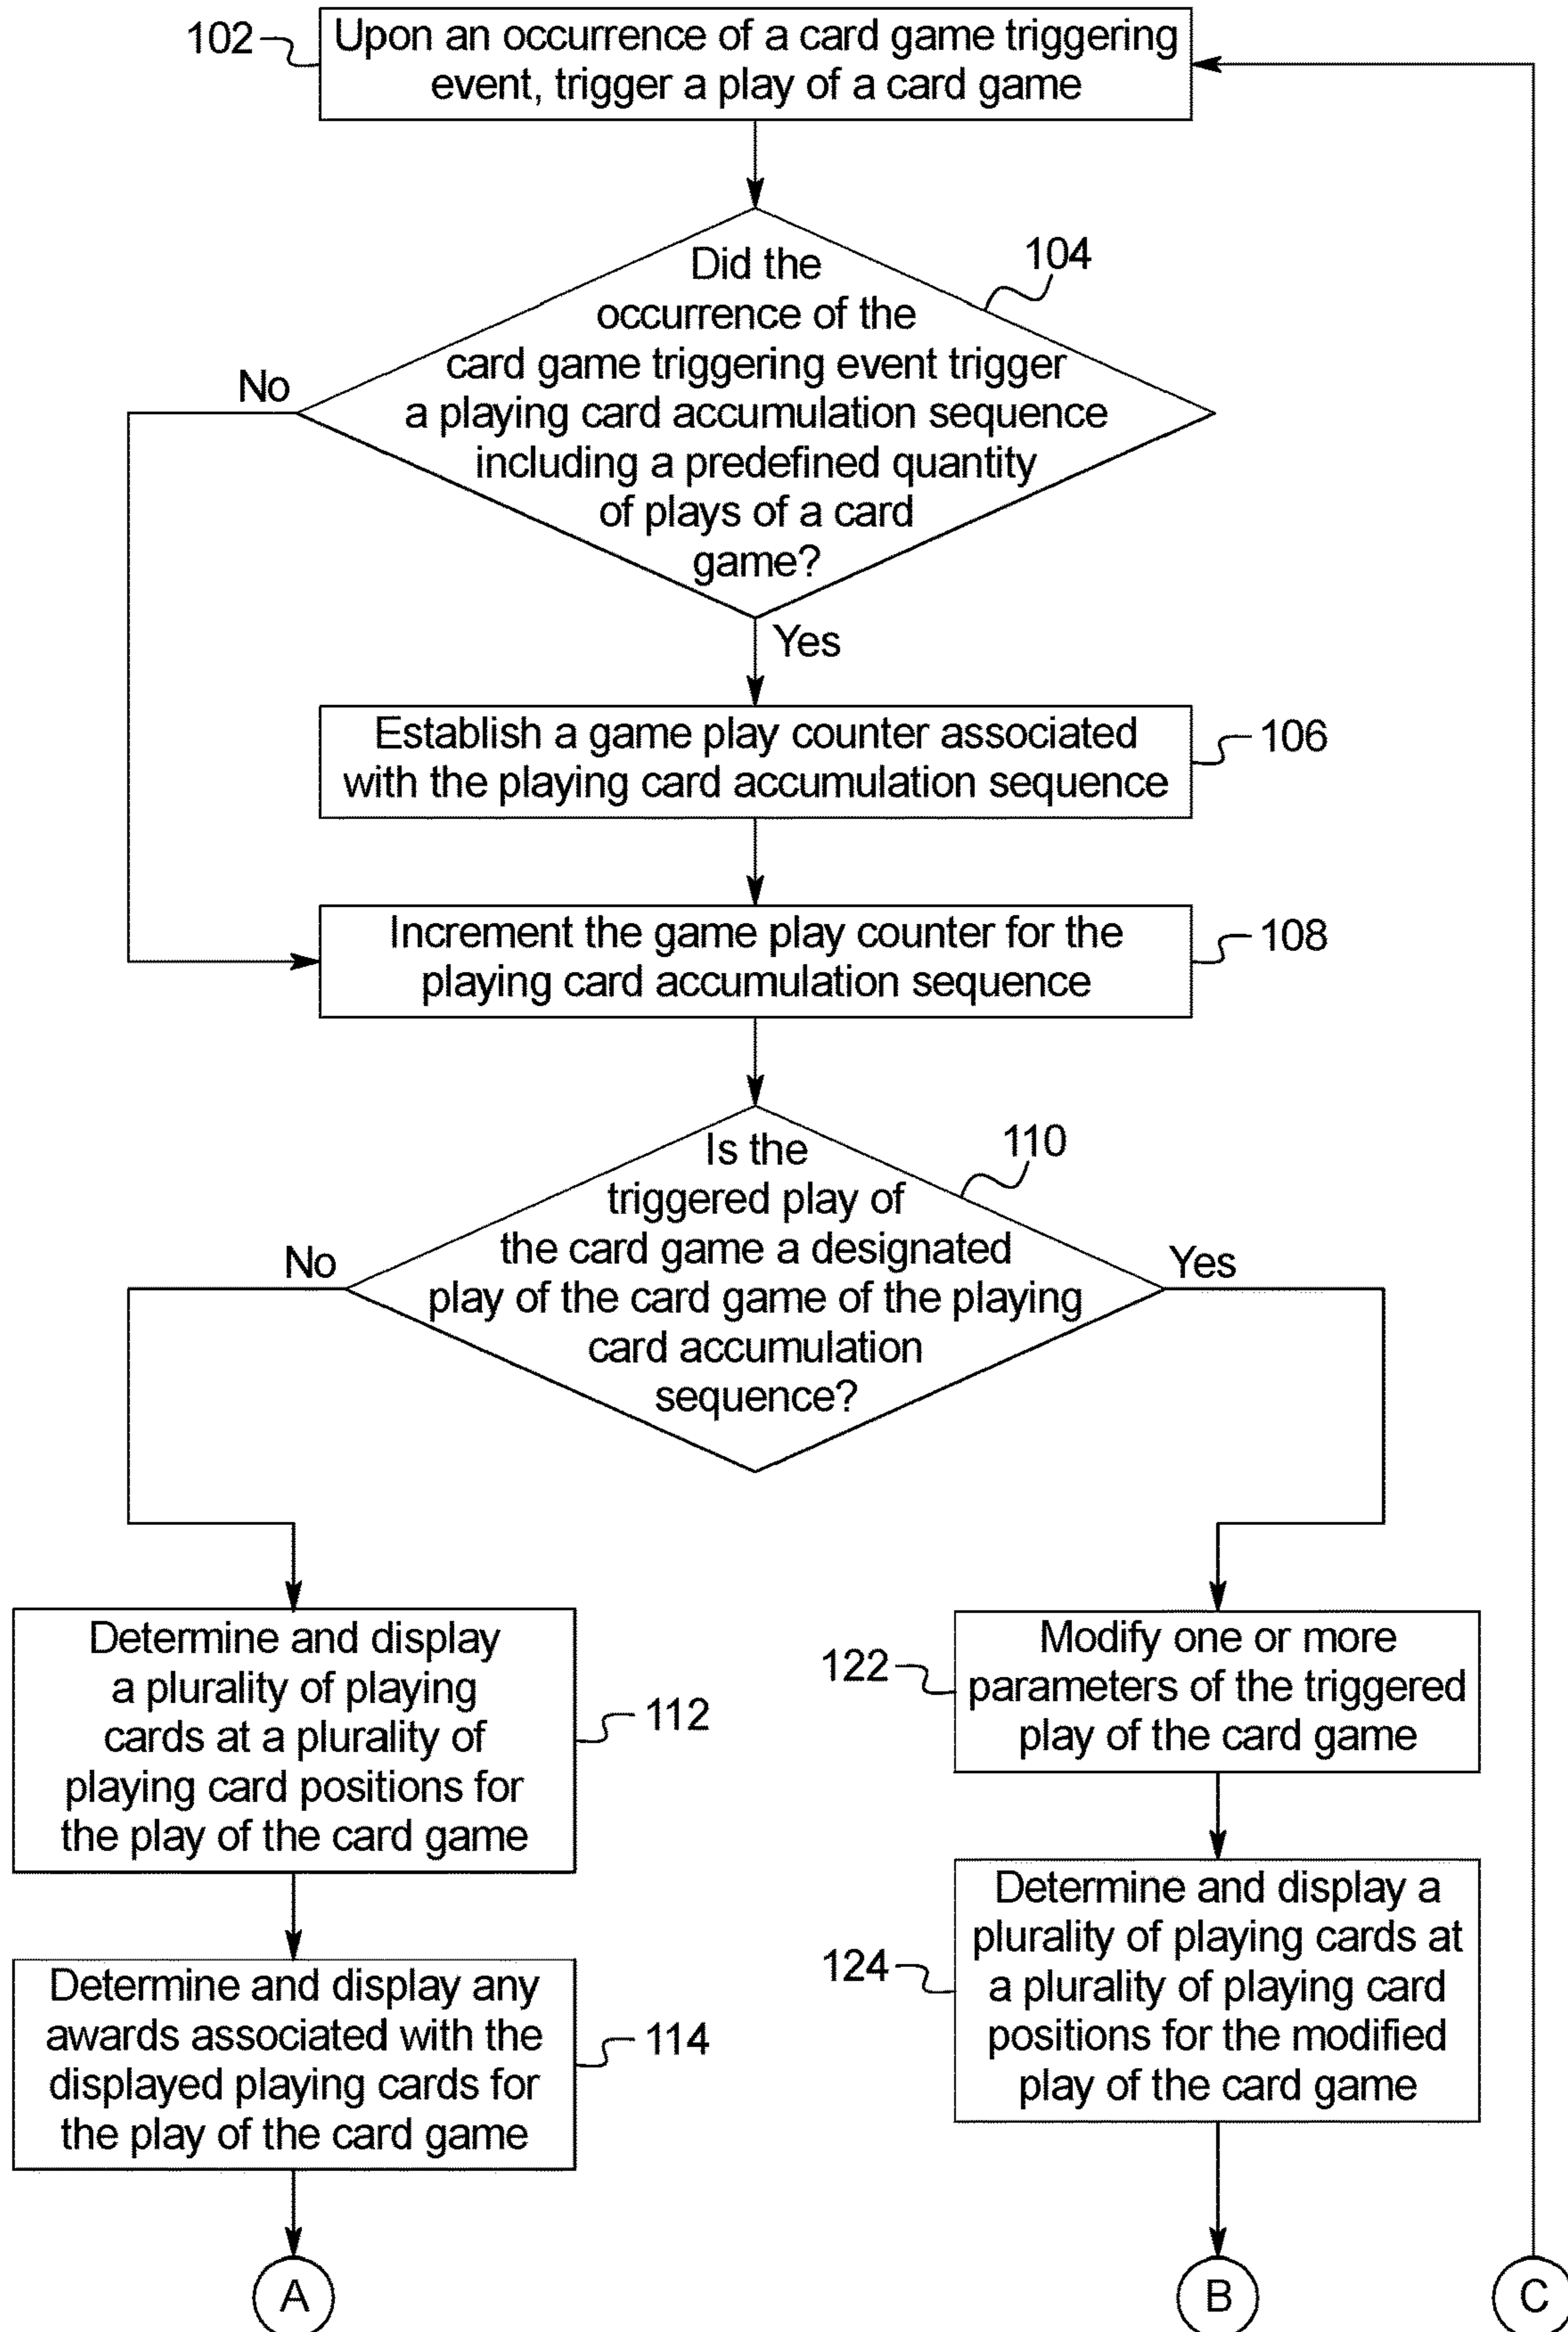 102
Upon an occurrence of a card game triggering
event, trigger a play of a card game
104
Did the
occurrence of the
card game triggering event trigger
a playing card accumulation sequence
including a predefined quantity
of plays of a card
game?
No
Yes
Establish a game play counter associated
with the playing card accumulation sequence
106
Increment the game play counter for the
playing card accumulation sequence
108
110
Is the
triggered play of
the card game a designated
play of the card game of the playing
card accumulation
sequence?
No
Yes
Determine and display
a plurality of playing
cards at a plurality of
playing card positions for
the play of the card game
112
122
Modify one or more
parameters of the triggered
play of the card game
Determine and display any
awards associated with the
displayed playing cards for
the play of the card game
114
124
Determine and display a
plurality of playing cards at
a plurality of playing card
positions for the modified
play of the card game
A
B
C